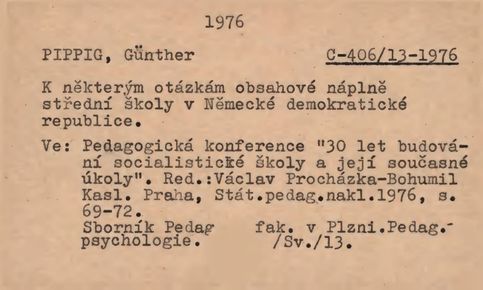 1976
PIPPIG, Günther C-406/13-1976
K některým otázkám obsahové náplně
střední školy v Německé demokratické
republice.
Ve: Pedagogická konference "30 let budová-
ní socialistické školy a její současné
úkoly". Red.:Václav Procházka-Bohumil
Kasl. Praha, Stát.pedag.nakl.1976, s.
69-72.
Sborník Pedag fak. v Plzni.Pedag.-
psychologie. /Sv./13.